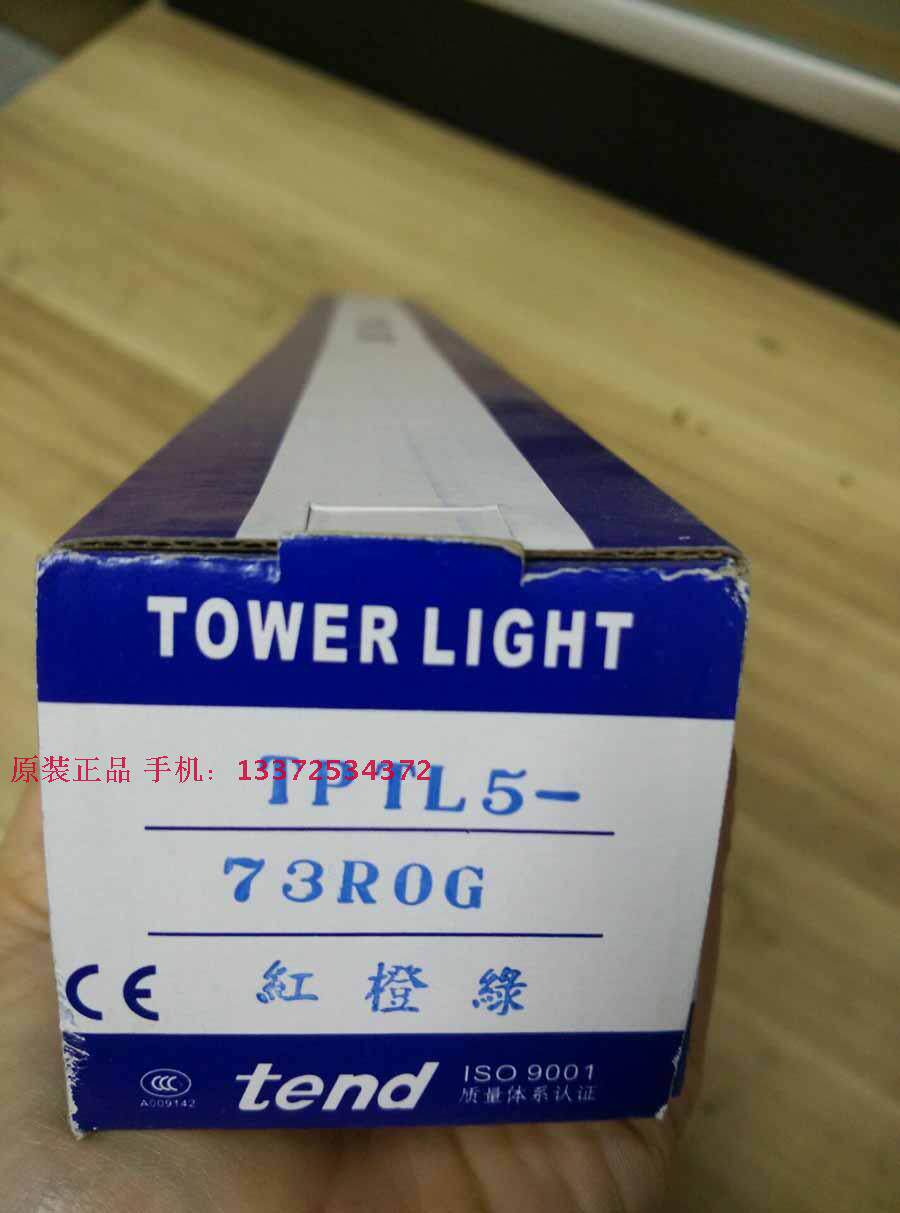 TOWER LIGHT
原装正品 手机：13372534372
TPTL5-
73ROG
CE
紅 橙 綠
CCC
A009142
tend
ISO 9001
质量体系认证